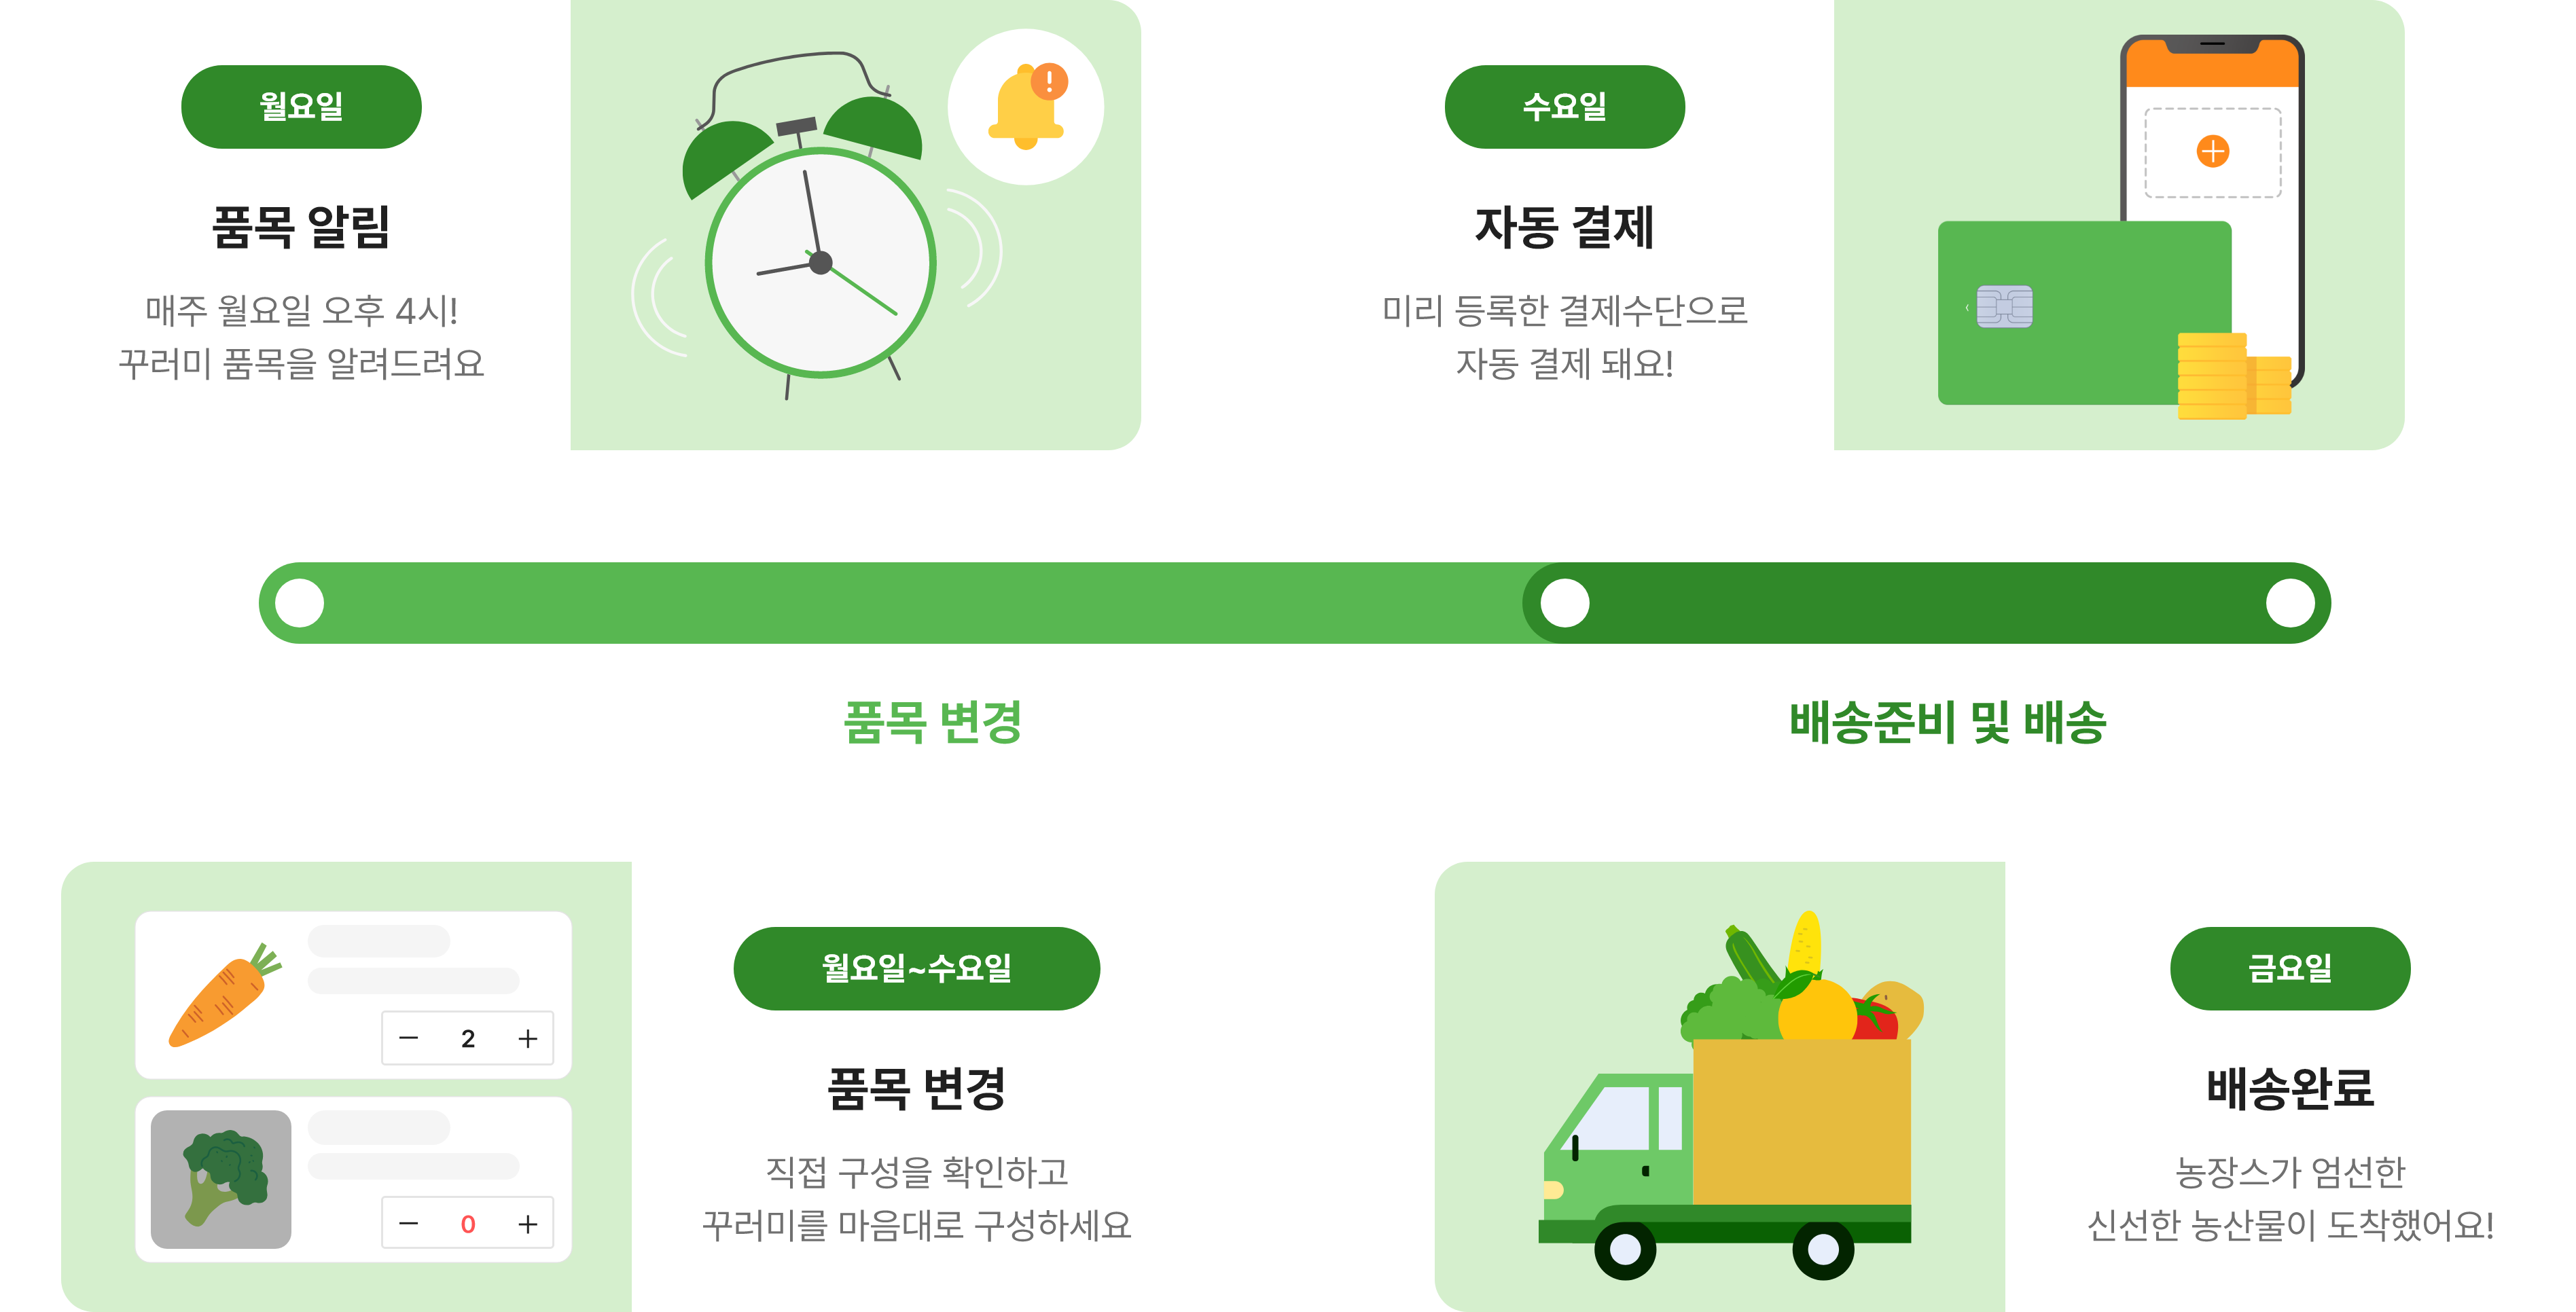 월요일
품목 알림
매주 월요일 오후 4시!
꾸러미 품목을 알려드려요
수요일
자동 결제
미리 등록한 결제수단으로
자동 결제 돼요!
품목 변경
배송준비 및 배송
2
0
월요일~수요일
품목 변경
직접 구성을 확인하고
꾸러미를 마음대로 구성하세요
금요일
배송완료
농장스가 엄선한
신선한 농산물이 도착했어요!